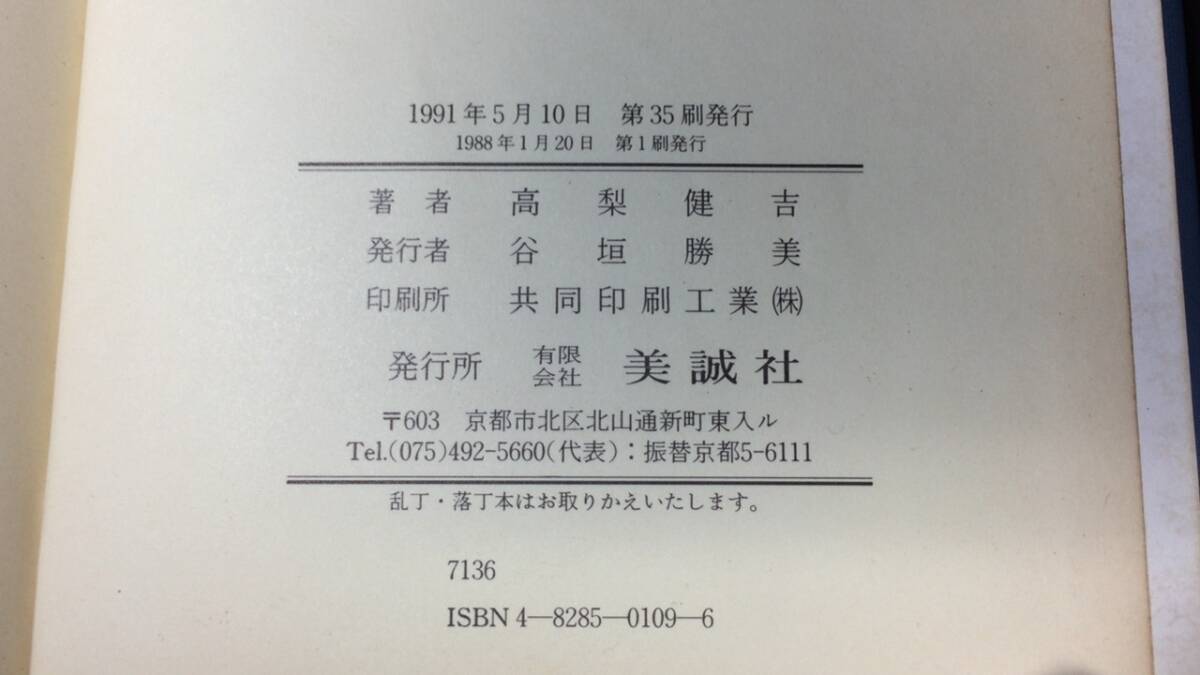 1991年5月10日　第35刷発行
1988年1月20日　第1刷発行
著者　高梨健吉
発行者　谷垣勝美
印刷所　共同印刷工業㈱
発行所　有限会社　美誠社
〒603　京都市北区北山通新町東入ル
Tel.(075)492-5660(代表)：振替京都5-6111
乱丁・落丁本はお取りかえいたします。
7136
ISBN 4—8285—0109—6